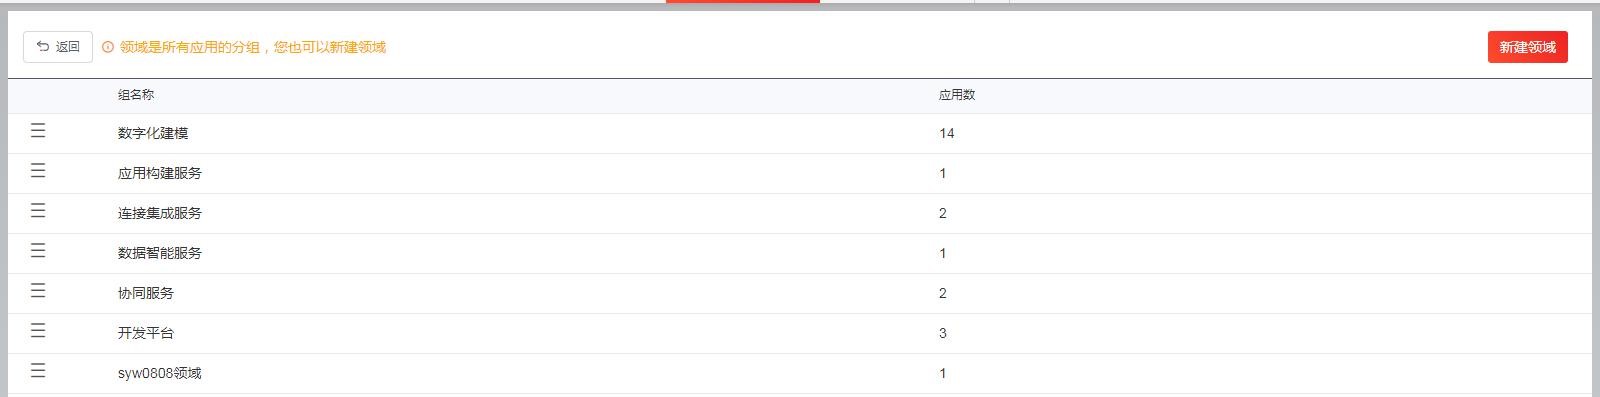 返回 领域是所有应用的分组，您也可以新建领域 新建领域
组名称 应用数
数字化建模 14
应用构建服务 1
连接集成服务 2
数据智能服务 1
协同服务 2
开发平台 3
syw0808领域 1